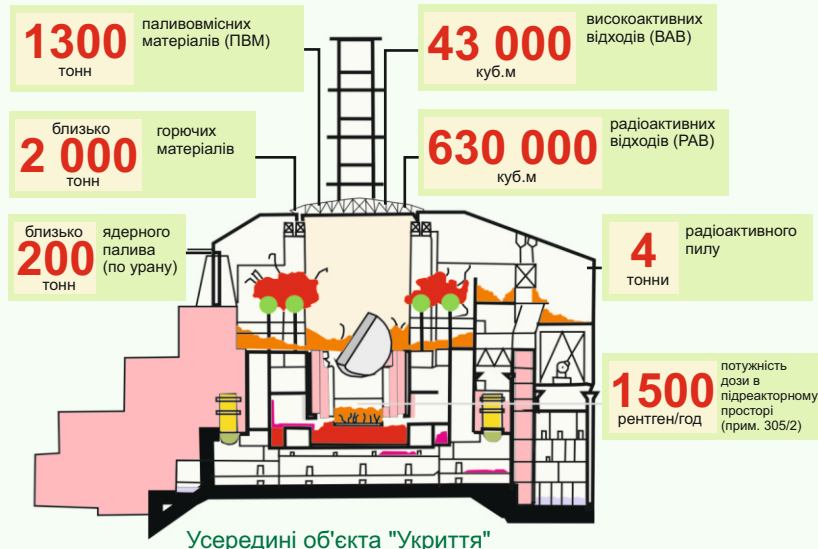 1300
тонн
паливовмісних
матеріалів (ПВМ)
43 000
куб.м
високоактивних
відходів (ВАВ)
близько
2 000
тонн
горючих
матеріалів
630 000
куб.м
радіоактивних
відходів (РАВ)
близько
200
тонн
ядерного
палива
(по урану)
4
тонни
радіоактивного
пилу
1500
рентген/год
потужність
дози в
підреакторному
просторі
(прим. 305/2)
Усередині об'єкта "Укриття"